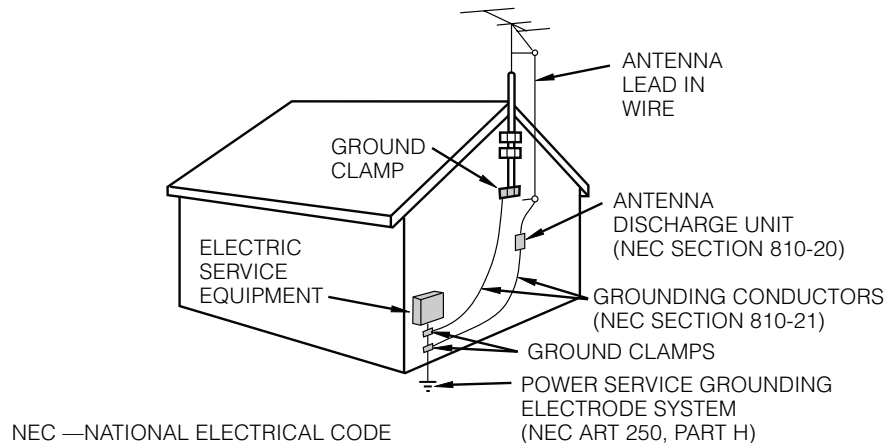 ANTENNA
LEAD IN
WIRE
GROUND
CLAMP
ANTENNA
DISCHARGE UNIT
(NEC SECTION 810-20)
ELECTRIC
SERVICE
EQUIPMENT
GROUNDING CONDUCTORS
(NEC SECTION 810-21)
GROUND CLAMPS
POWER SERVICE GROUNDING
ELECTRODE SYSTEM
(NEC ART 250, PART H)
NEC —NATIONAL ELECTRICAL CODE